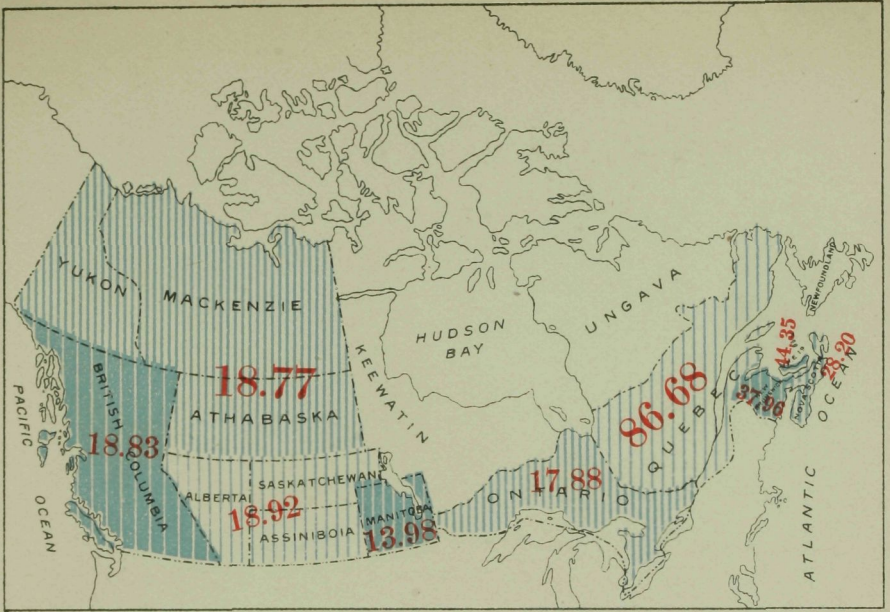 YUKON
MACKENZIE
18.77
ATHABASKA
KEEWATIN
HUDSON
BAY
UNGAVA
NEWFOUNDLAND
44.35
28.20
NOVA SCOTIA
37.96
86.68
QUEBEC
17.88
ONTARIO
PACIFIC
OCEAN
BRITISH
COLUMBIA
18.83
ALBERTA
SASKATCHEWAN
18.92
ASSINIBOIA
MANITOBA
13.98
ATLANTIC
OCEAN